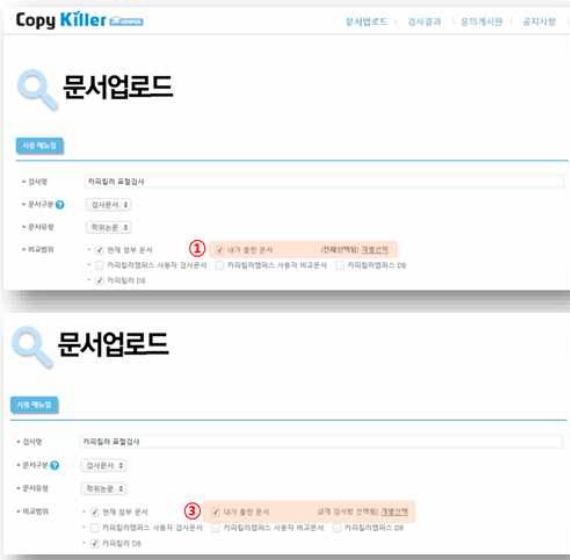 Copy Killer
문서업로드 검사결과 문의게시판 공지사항
문서업로드
사용 매뉴얼
검사명 카피킬러 표절검사
문서구분 ? 검사문서
문서유형 학위논문
비교범위 현재 첨부 문서 ① 내가 올린 문서 (전체선택됨) 개별선택
카피킬러캠퍼스 사용자 검사문서 카피킬러캠퍼스 사용자 비교문서 카피킬러캠퍼스 DB
카피킬러 DB
문서업로드
사용 매뉴얼
검사명 카피킬러 표절검사
문서구분 ? 검사문서
문서유형 학위논문
비교범위 현재 첨부 문서 ③ 내가 올린 문서 검사명 선택됨) 개별선택
카피킬러캠퍼스 사용자 검사문서 카피킬러캠퍼스 사용자 비교문서 카피킬러캠퍼스 DB
카피킬러 DB